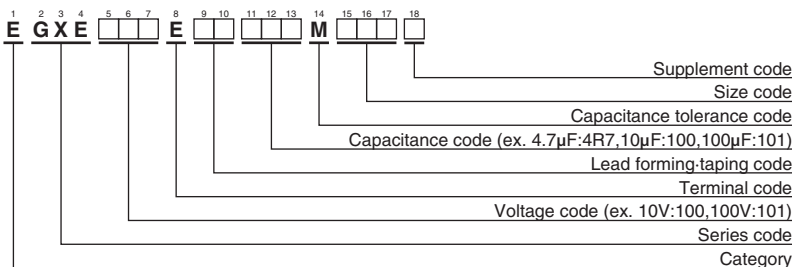 1 2 3 4 5 6 7 8 9 10 11 12 13 14 15 16 17 18
E GXE E M
Supplement code
Size code
Capacitance tolerance code
Capacitance code (ex. 4.7μF:4R7,10μF:100,100μF:101)
Lead forming·taping code
Terminal code
Voltage code (ex. 10V:100,100V:101)
Series code
Category